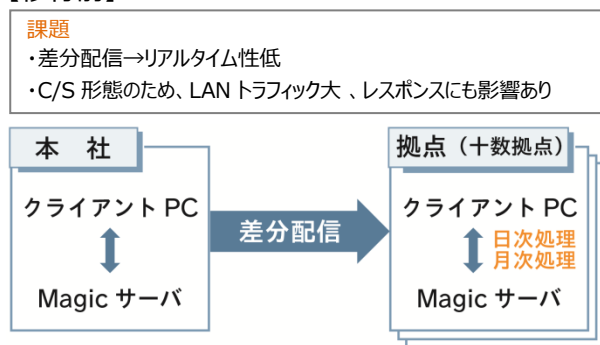 課題
・差分配信→リアルタイム性低
・C/S 形態のため、LAN トラフィック大 、レスポンスにも影響あり
本 社
クライアント PC
Magic サーバ
差分配信
拠点（十数拠点）
クライアント PC
日次処理
月次処理
Magic サーバ